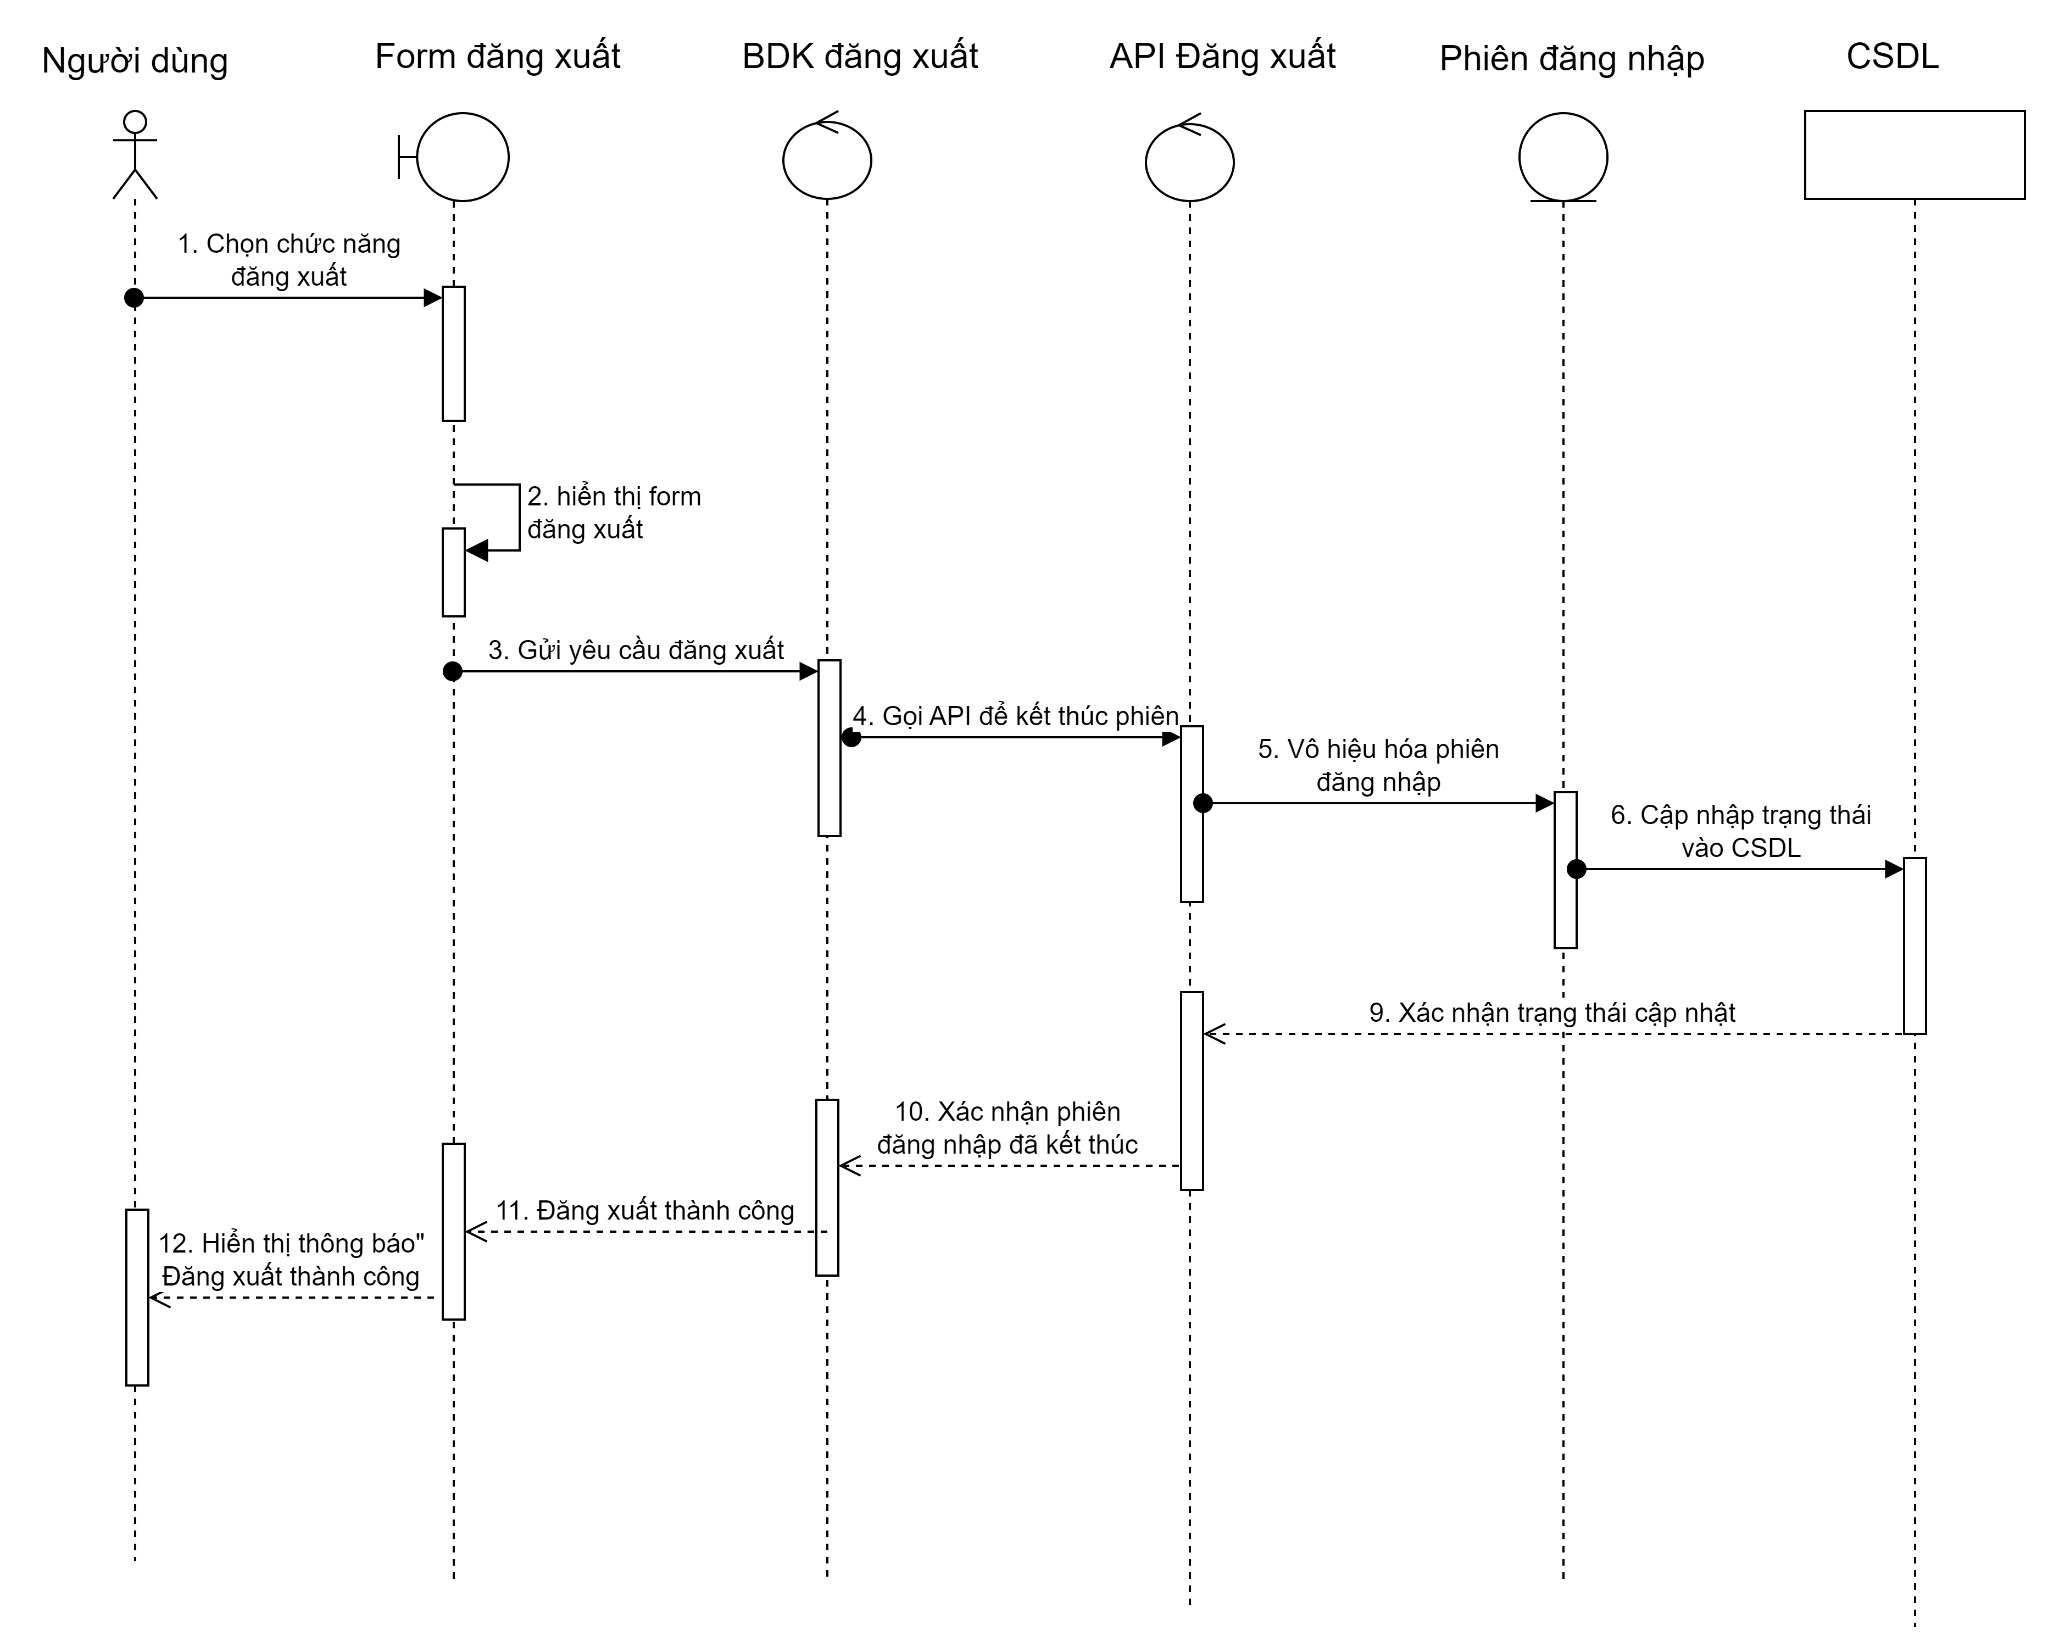 Người dùng
Form đăng xuất
BDK đăng xuất
API Đăng xuất
Phiên đăng nhập
CSDL
1. Chọn chức năng
đăng xuất
2. hiển thị form
đăng xuất
3. Gửi yêu cầu đăng xuất
4. Gọi API để kết thúc phiên
5. Vô hiệu hóa phiên
đăng nhập
6. Cập nhập trạng thái
vào CSDL
9. Xác nhận trạng thái cập nhật
10. Xác nhận phiên
đăng nhập đã kết thúc
11. Đăng xuất thành công
12. Hiển thị thông báo"
Đăng xuất thành công